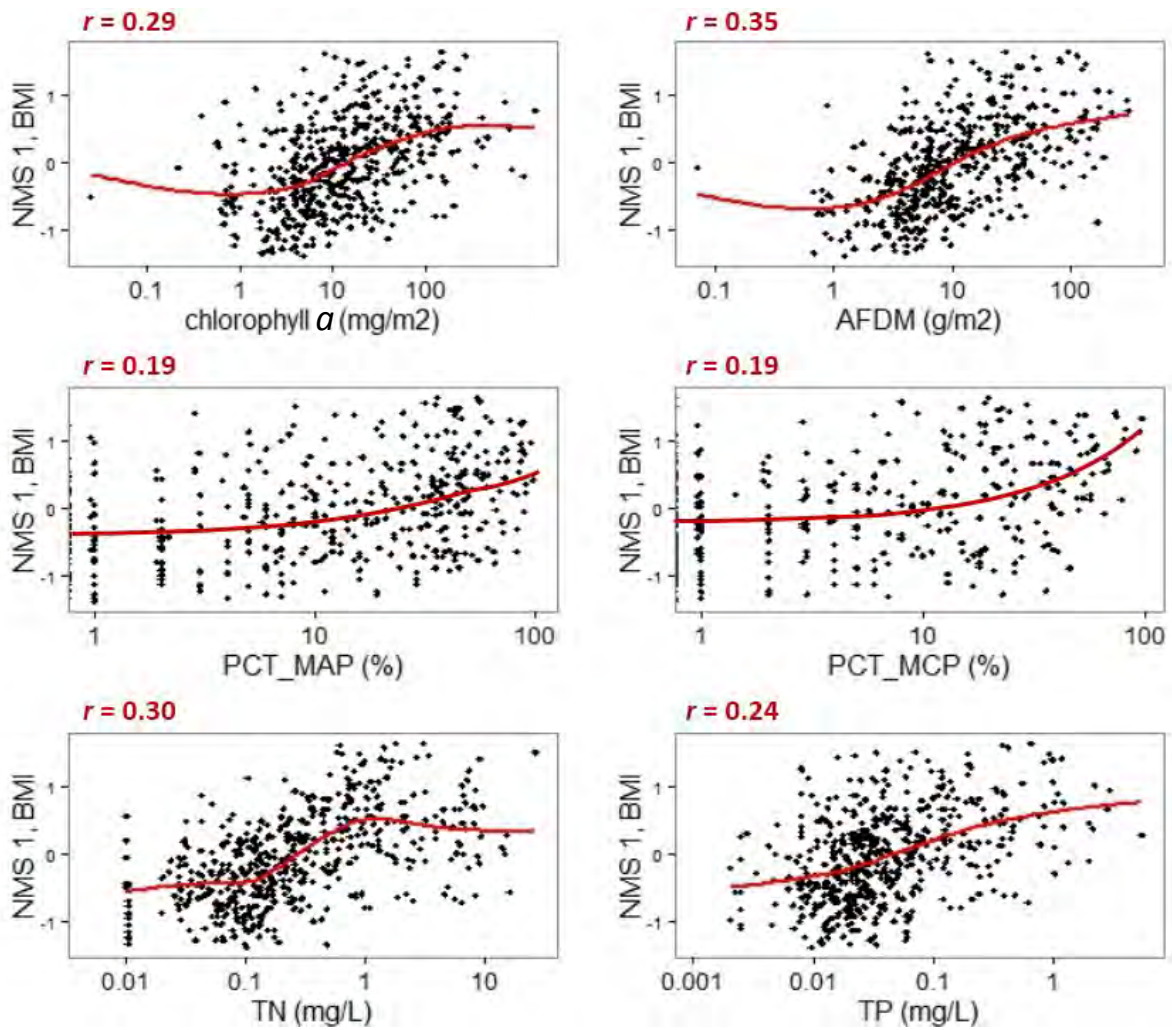 r = 0.29
r = 0.35
NMS 1, BMI
1
0
-1
0.1 1 10 100
chlorophyll a (mg/m2)
NMS 1, BMI
1
0
-1
0.1 1 10 100
AFDM (g/m2)
r = 0.19
r = 0.19
NMS 1, BMI
1
0
-1
1 10 100
PCT_MAP (%)
NMS 1, BMI
1
0
-1
1 10 100
PCT_MCP (%)
r = 0.30
r = 0.24
NMS 1, BMI
1
0
-1
0.01 0.1 1 10
TN (mg/L)
NMS 1, BMI
1
0
-1
0.001 0.01 0.1 1
TP (mg/L)